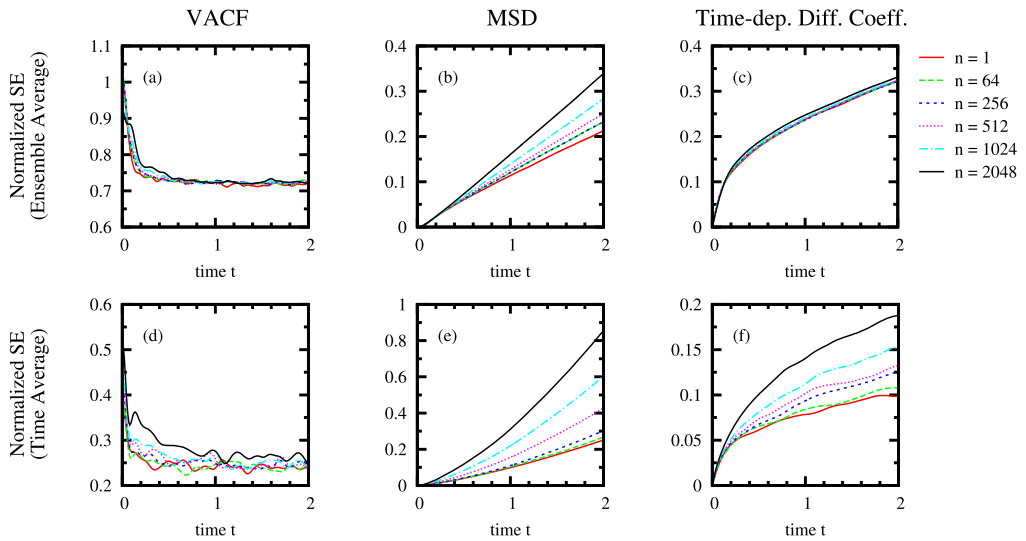 VACF
MSD
Time-dep. Diff. Coeff.
Normalized SE
(Ensemble Average)
1.1
1
0.9
0.8
0.7
0.6
(a)
0
1
2
time t
0.4
0.3
0.2
0.1
0
(b)
0
1
2
time t
0.4
0.3
0.2
0.1
0
(c)
0
1
2
time t
n = 1
n = 64
n = 256
n = 512
n = 1024
n = 2048
Normalized SE
(Time Average)
0.6
0.5
0.4
0.3
0.2
(d)
0
1
2
time t
1
0.8
0.6
0.4
0.2
0
(e)
0
1
2
time t
0.2
0.15
0.1
0.05
0
(f)
0
1
2
time t